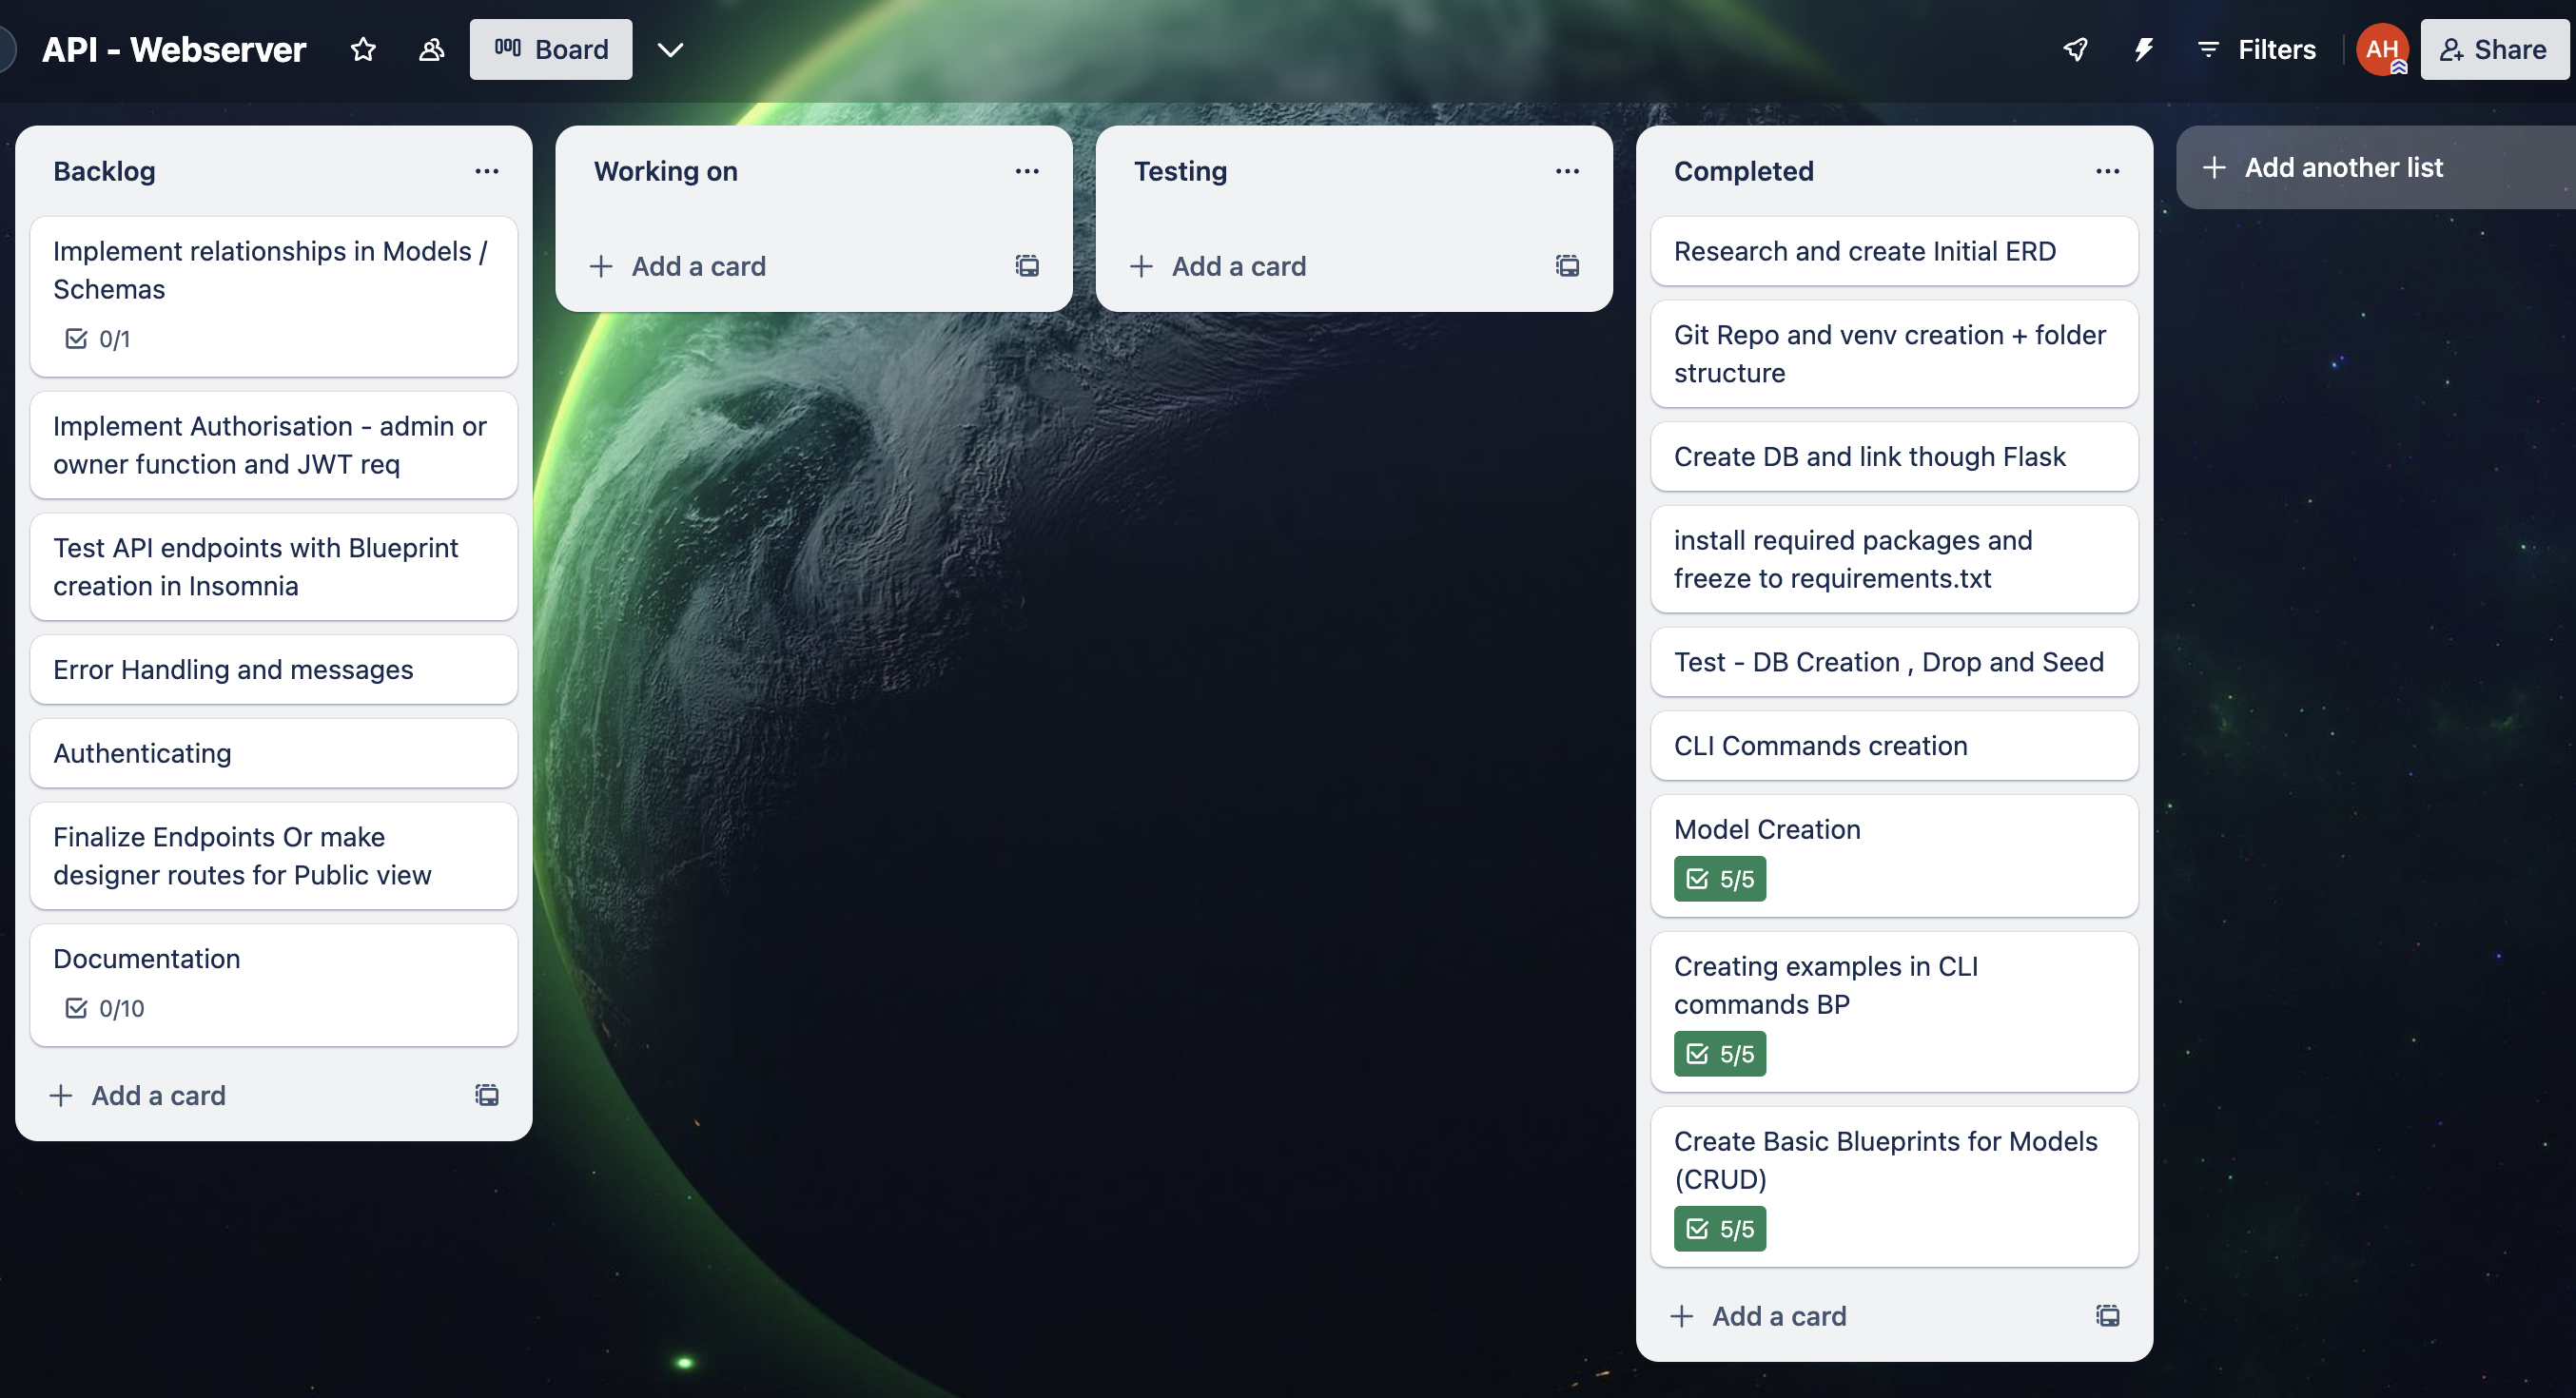 API - Webserver
Board
Filters
AH
Share
Backlog
Implement relationships in Models /
Schemas
0/1
Implement Authorisation - admin or
owner function and JWT req
Test API endpoints with Blueprint
creation in Insomnia
Error Handling and messages
Authenticating
Finalize Endpoints Or make
designer routes for Public view
Documentation
0/10
Add a card
Working on
Add a card
Testing
Add a card
Completed
Research and create Initial ERD
Git Repo and venv creation + folder
structure
Create DB and link though Flask
install required packages and
freeze to requirements.txt
Test - DB Creation , Drop and Seed
CLI Commands creation
Model Creation
5/5
Creating examples in CLI
commands BP
5/5
Create Basic Blueprints for Models
(CRUD)
5/5
Add a card
Add another list